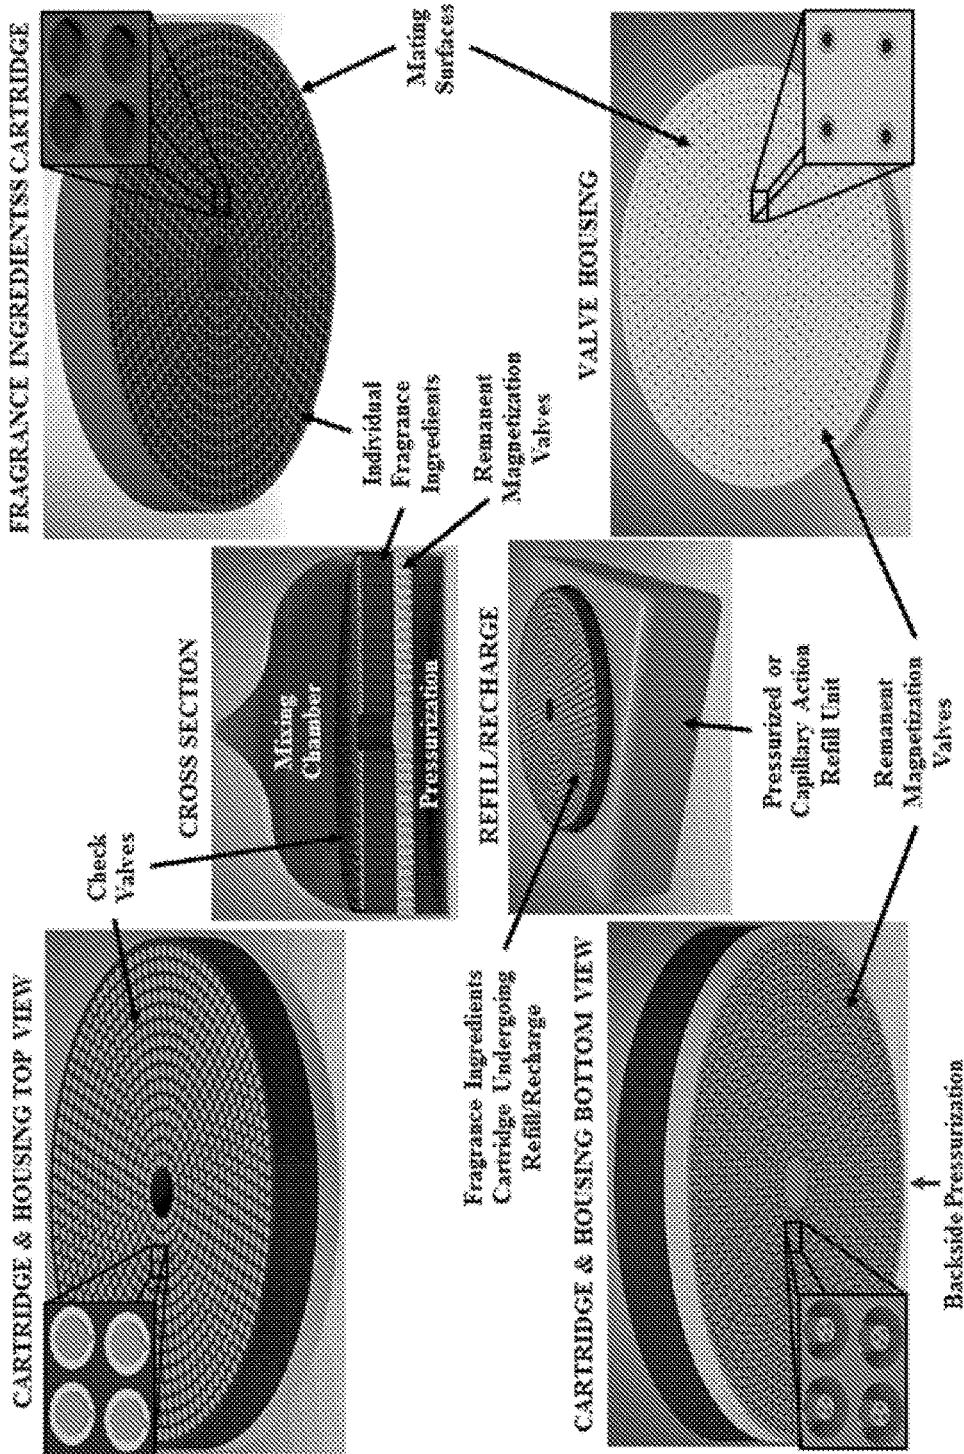 CARTRIDGE & HOUSING TOP VIEW
Check
Valves
CROSS SECTION
Mixing
Chamber
Pressurization
FRAGRANCE INGREDIENTSS CARTRIDGE
Individual
Fragrance
Ingredients
Remanent
Magnetization
Valves
Mating
Surfaces
Fragrance Ingredients
Cartridge Undergoing
Refill/Recharge
REFILL/RECHARGE
VALVE HOUSING
CARTRIDGE & HOUSING BOTTOM VIEW
Pressurized or
Capillary Action
Refill Unit
Remanent
Magnetization
Valves
Backside Pressurization